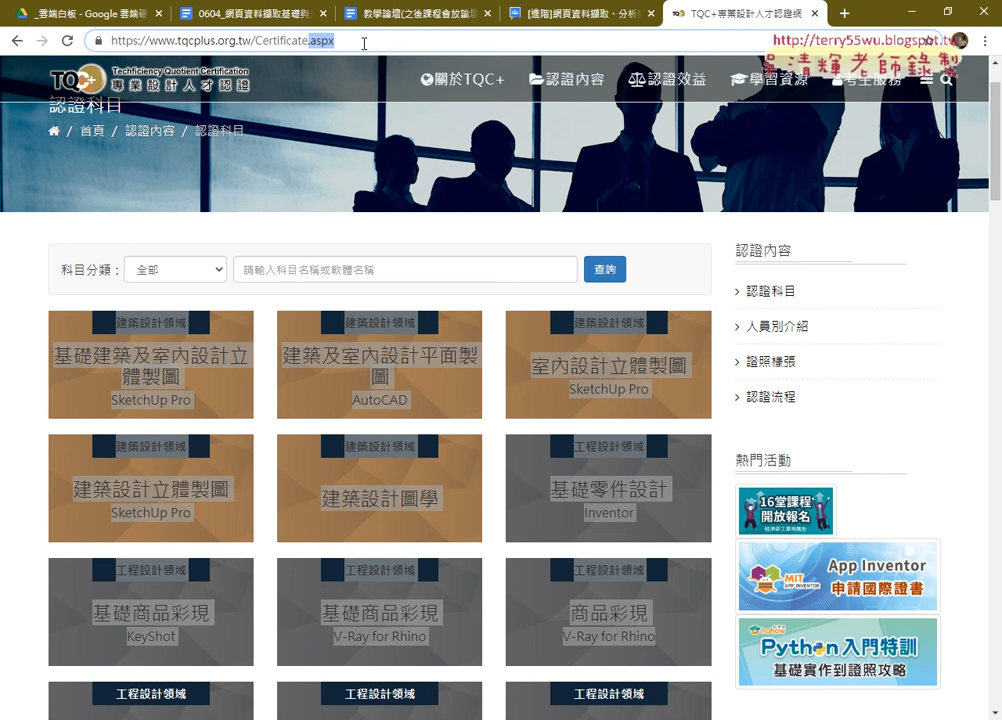 _雲端白板 - Google 雲端硬
0604_網頁資料擷取基礎與
教學論壇(之後課程會放論壇
[進階]網頁資料擷取、分析
TQC+專業設計人才認證網
https://www.tqcplus.org.tw/Certificate.aspx
http://terry55wu.blogspot.tw
吳清輝老師錄製
TQC+ Techficiency Quotient Certification
專業設計人才認證
關於TQC+
認證內容
認證效益
學習資源
考生服務
認證科目
首頁 / 認證內容 / 認證科目
科目分類：
全部
請輸入科目名稱或軟體名稱
查詢
建築設計領域
基礎建築及室內設計立體製圖
SketchUp Pro
建築設計領域
建築及室內設計平面製圖
AutoCAD
建築設計領域
室內設計立體製圖
SketchUp Pro
建築設計領域
建築設計立體製圖
SketchUp Pro
建築設計領域
建築設計圖學
工程設計領域
基礎零件設計
Inventor
工程設計領域
基礎商品彩現
KeyShot
工程設計領域
基礎商品彩現
V-Ray for Rhino
工程設計領域
商品彩現
V-Ray for Rhino
工程設計領域
工程設計領域
工程設計領域
認證內容
認證科目
人員別介紹
證照樣張
認證流程
熱門活動
16堂課程
開放報名
MIT
App Inventor
申請國際證書
Python 入門特訓
基礎實作到證照攻略